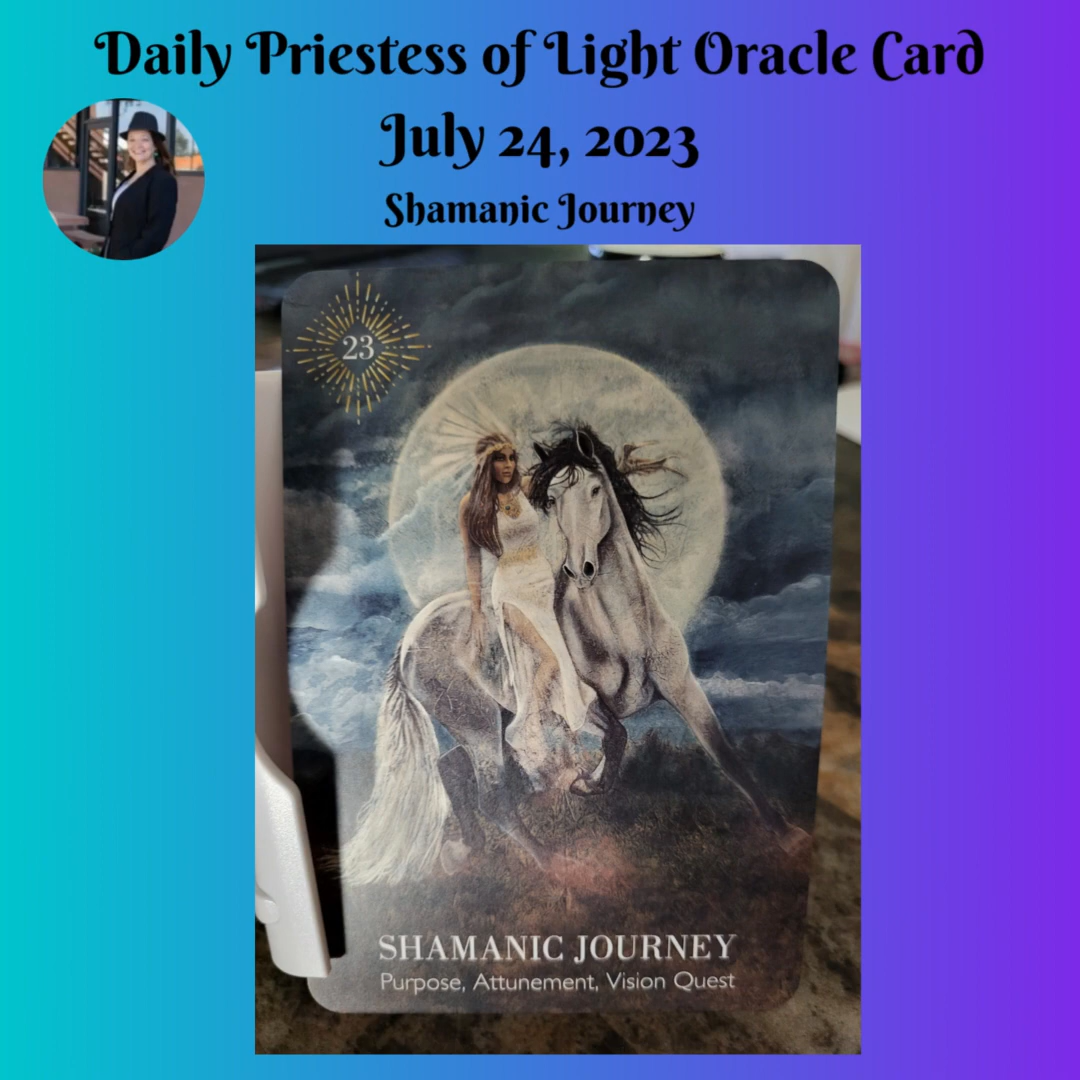 Daily Priestess of Light Oracle Card
July 24, 2023
Shamanic Journey
23
SHAMANIC JOURNEY
Purpose, Attunement, Vision Quest